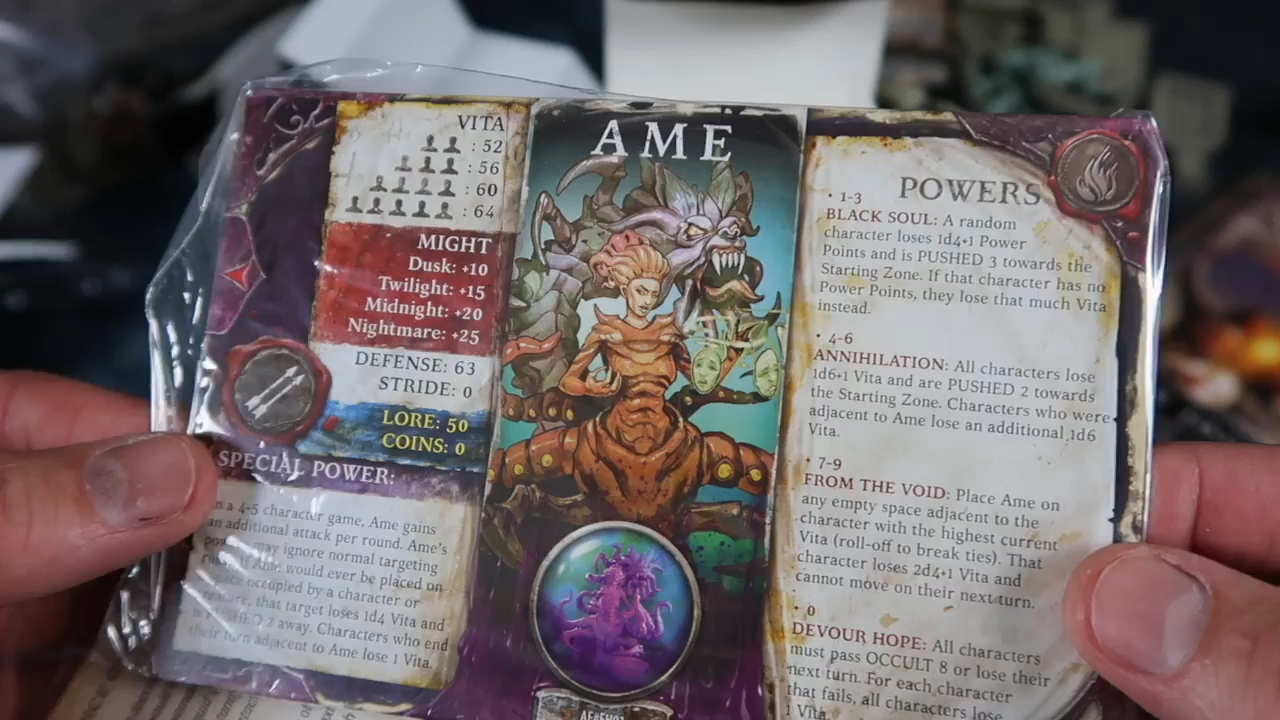 VITA
: 52
: 56
: 60
: 64
MIGHT
Dusk: +10
Twilight: +15
Midnight: +20
Nightmare: +25
DEFENSE: 63
STRIDE: 0
LORE: 50
COINS: 0
SPECIAL POWER:
In a 4-5 character game, Ame gains
an additional attack per round. Ame's
may ignore normal targeting
If Ame would ever be placed on
occupied by a character or
that target loses 1d4 Vita and
2 away. Characters who end
their turn adjacent to Ame lose 1 Vita.
AME
POWERS
• 1-3
BLACK SOUL: A random
character loses 1d4+1 Power
Points and is PUSHED 3 towards the
Starting Zone. If that character has no
Power Points, they lose that much Vita
instead.
• 4-6
ANNIHILATION: All characters lose
1d6+1 Vita and are PUSHED 2 towards
the Starting Zone. Characters who were
adjacent to Ame lose an additional 1d6
Vita.
• 7-9
FROM THE VOID: Place Ame on
any empty space adjacent to the
character with the highest current
Vita (roll-off to break ties). That
character loses 2d4+1 Vita and
cannot move on their next turn.
• 0
DEVOUR HOPE: All characters
must pass OCCULT 8 or lose their
next turn. For each character
that fails, all characters lose
1 Vita.